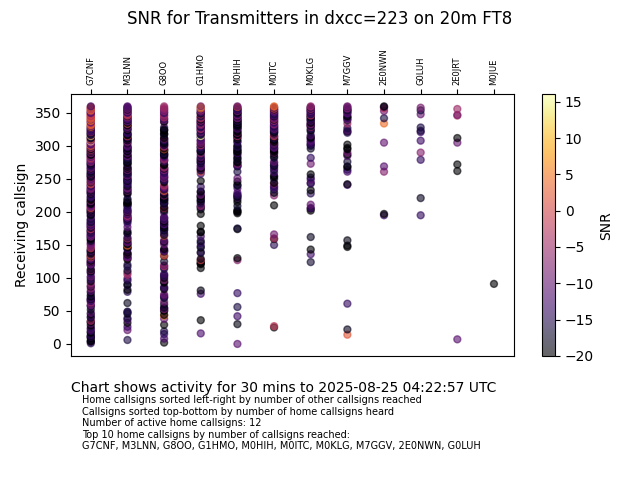 SNR for Transmitters in dxcc=223 on 20m FT8
G7CNF M3LNN G8OO G1HMO M0HIH M0ITC M0KLG M7GGV 2E0NWN G0LUH 2E0JRT M0JUE
350
300
250
200
150
100
50
0
Receiving callsign
15
10
5
0
−5
−10
−15
−20
SNR
Chart shows activity for 30 mins to 2025-08-25 04:22:57 UTC
Home callsigns sorted left-right by number of other callsigns reached
Callsigns sorted top-bottom by number of home callsigns heard
Number of active home callsigns: 12
Top 10 home callsigns by number of callsigns reached:
G7CNF, M3LNN, G8OO, G1HMO, M0HIH, M0ITC, M0KLG, M7GGV, 2E0NWN, G0LUH